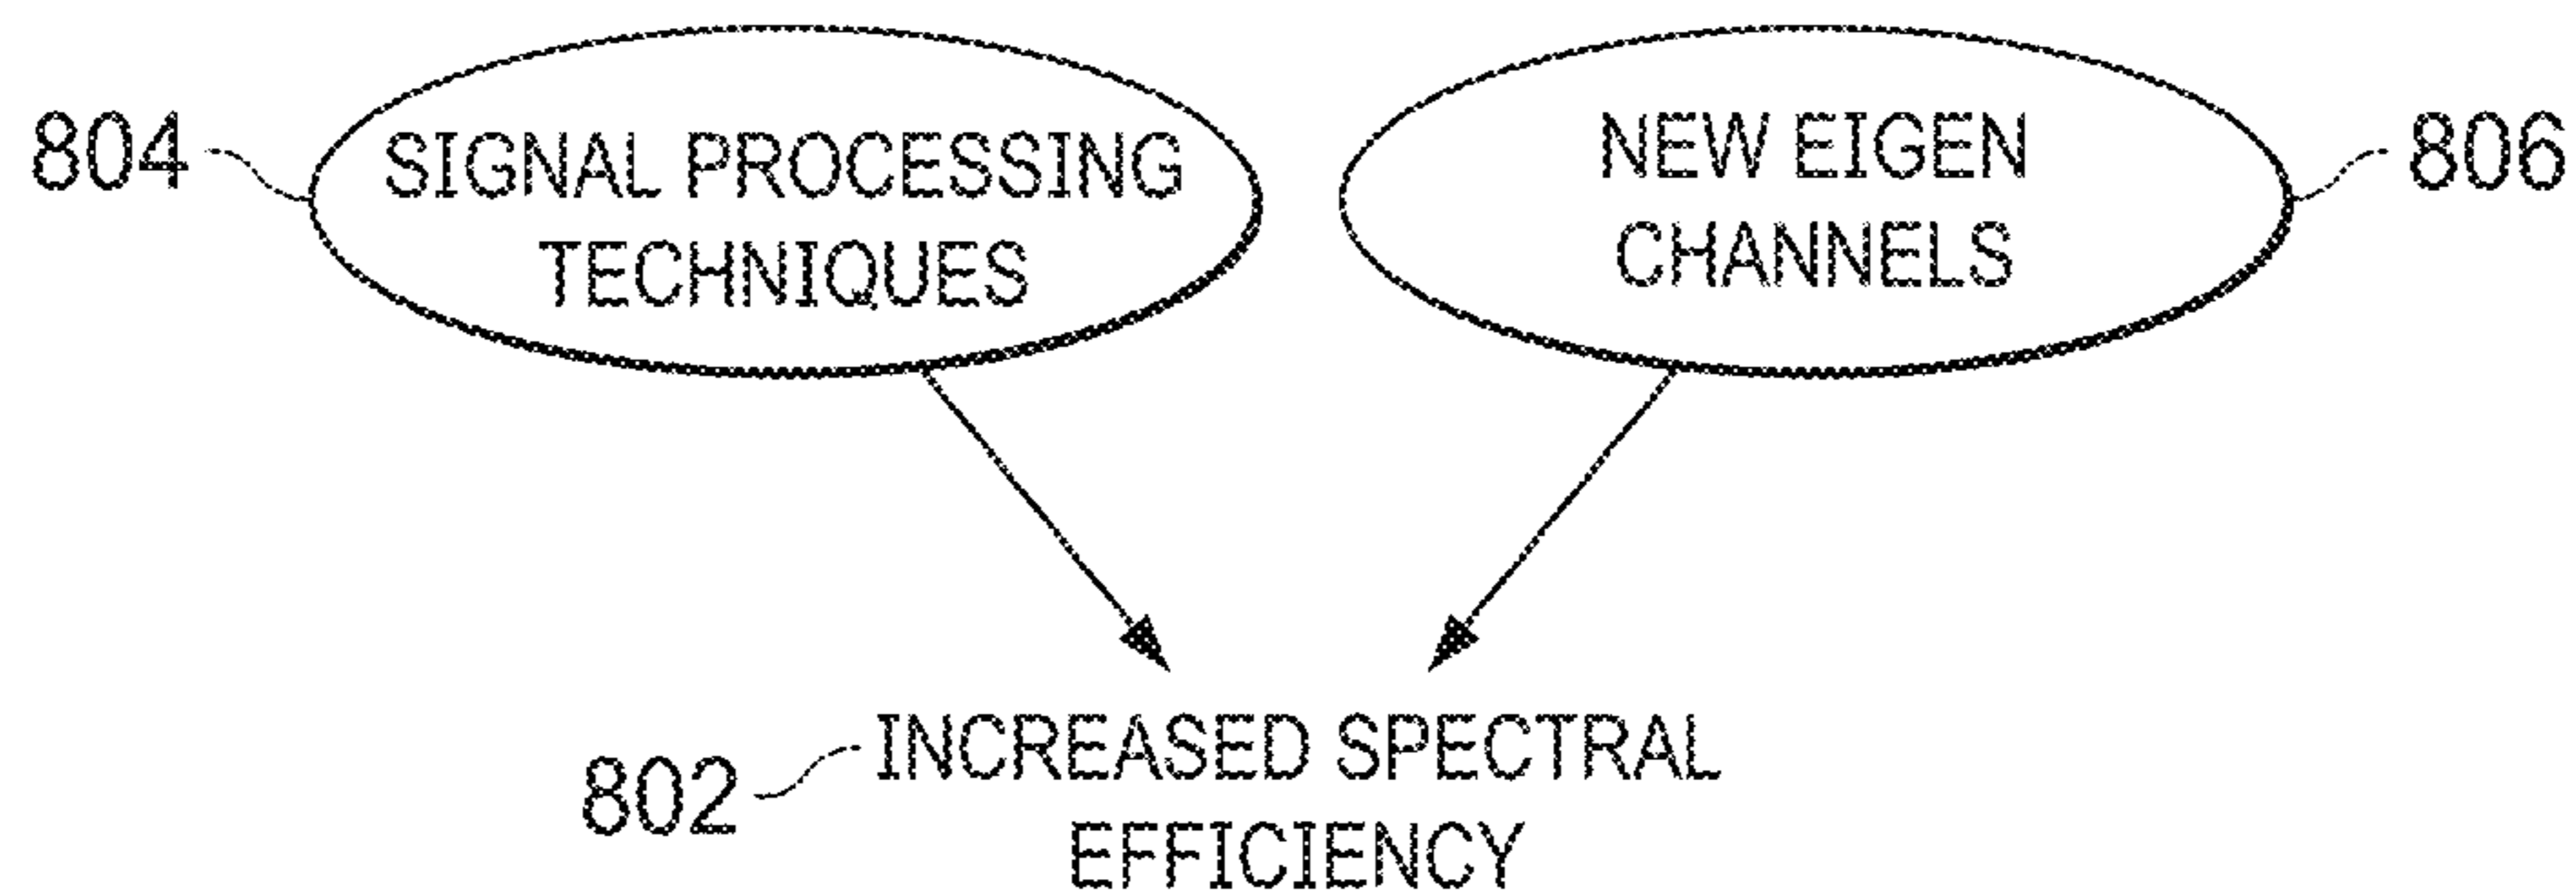 804
SIGNAL PROCESSING
TECHNIQUES
NEW EIGEN
CHANNELS
806
802
INCREASED SPECTRAL
EFFICIENCY